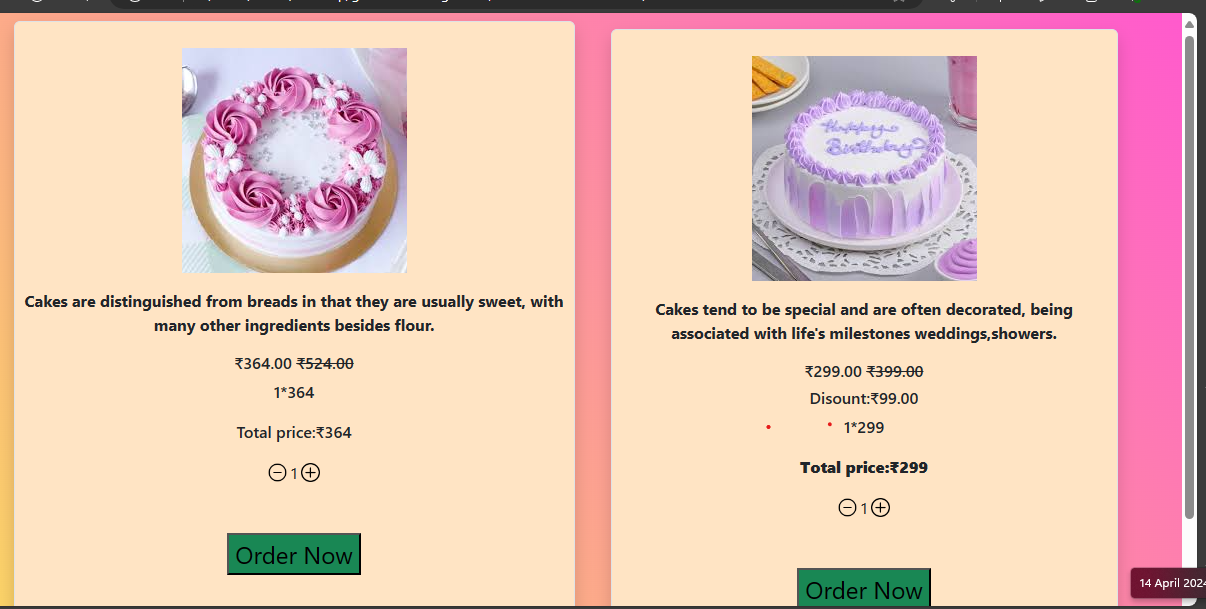 Cakes are distinguished from breads in that they are usually sweet, with
many other ingredients besides flour.
₹364.00 ₹524.00
1*364
Total price:₹364
1
Order Now
Happy
Birthday
Cakes tend to be special and are often decorated, being
associated with life's milestones weddings,showers.
₹299.00 ₹399.00
Disount:₹99.00
1*299
Total price:₹299
1
Order Now
14 April 2024